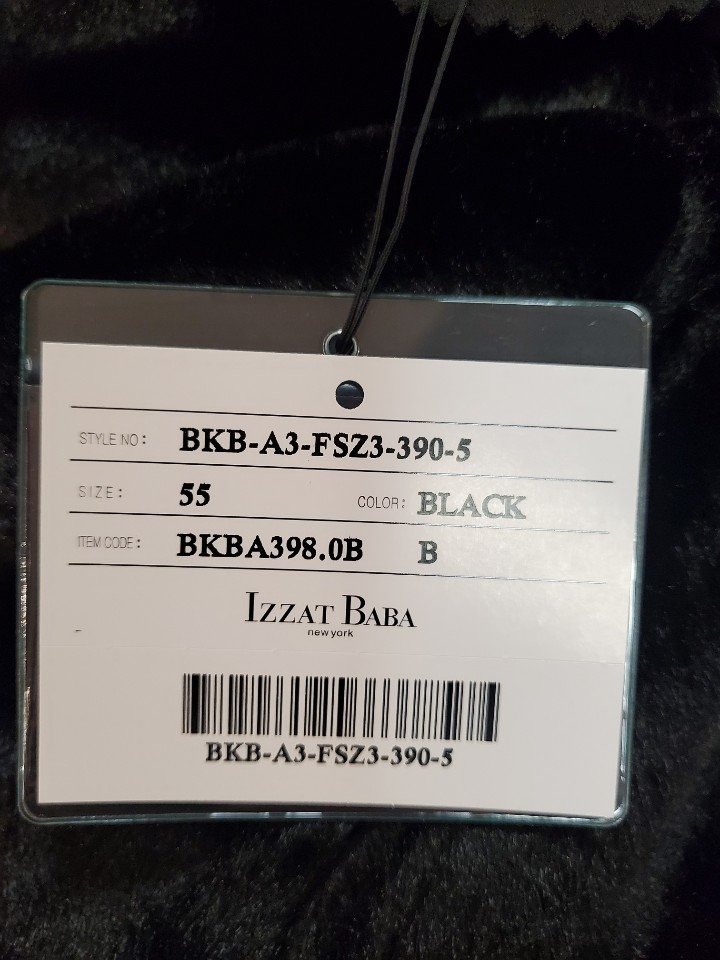 STYLE NO: BKB-A3-FSZ3-390-5
SIZE: 55 COLOR: BLACK
ITEM CODE: BKBA398.0B B
IZZAT BABA
new york
BKB-A3-FSZ3-390-5